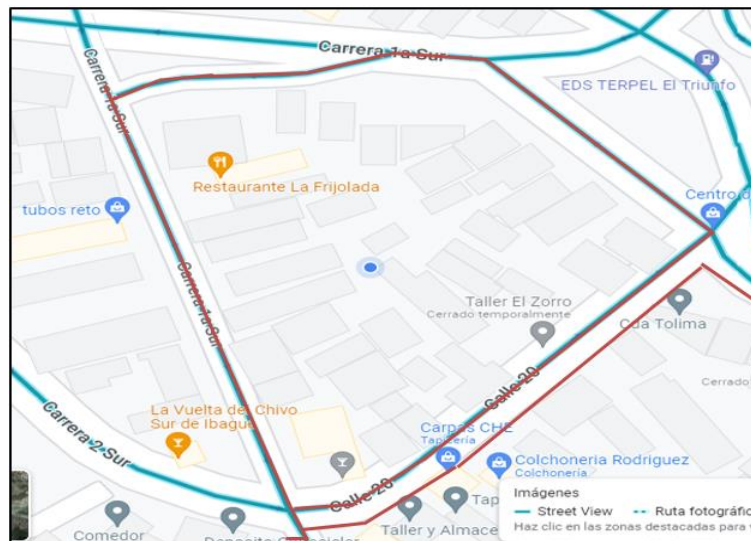 Carrera 1a Sur
Carrera 1a Sur
EDS TERPEL El Triunfo
Restaurante La Frijolada
tubos reto
Centro d
Carrera 1a Sur
Taller El Zorro
Cerrado temporalmente
Cda Tolima
Cerrado
Calle 20
La Vuelta del Chivo
Sur de Ibagué
Carrera 2 Sur
Carpas CHE
Tapicería
Colchoneria Rodriguez
Colchonería
Calle 20
Imágenes
Street View
Ruta fotográfic
Haz clic en las zonas destacadas para
Comedor
Taller y Almace
Tap